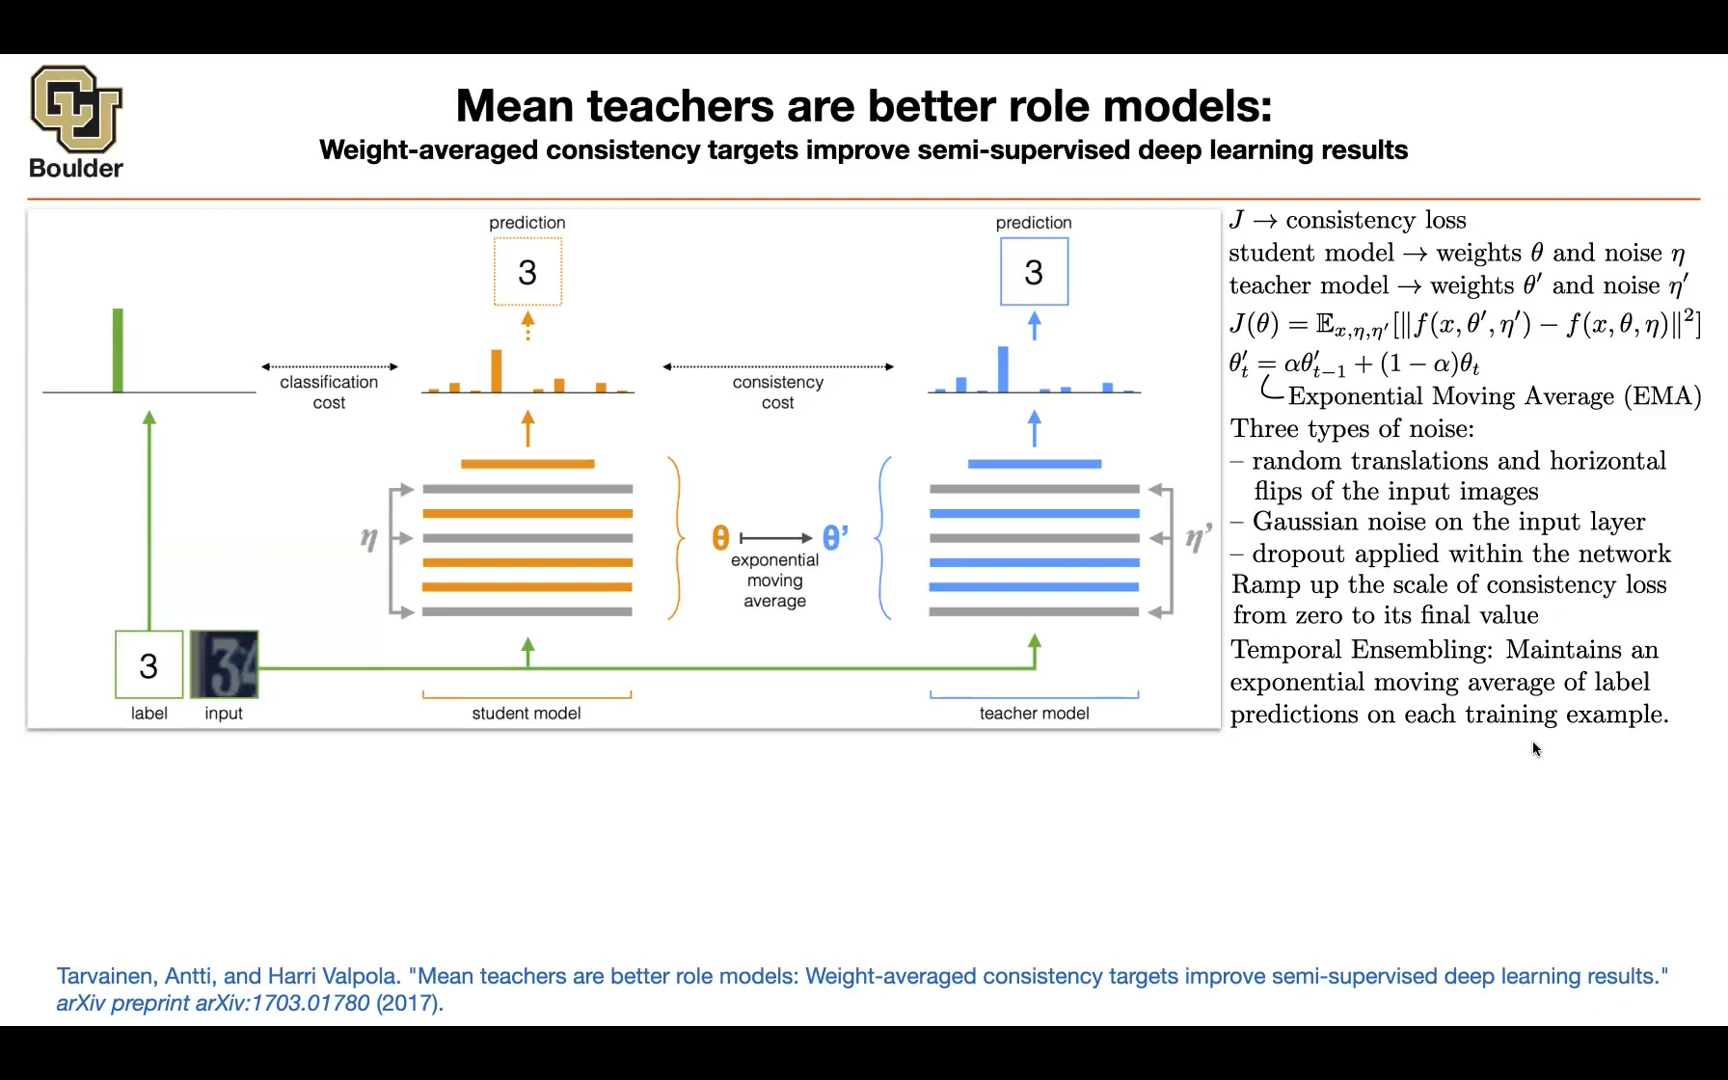 Boulder
Mean teachers are better role models:
Weight-averaged consistency targets improve semi-supervised deep learning results
prediction
3
prediction
3
classification
cost
consistency
cost
η
θ ↦ θ’
exponential
moving
average
η’
3
34
label
input
student model
teacher model
J → consistency loss
student model → weights θ and noise η
teacher model → weights θ′ and noise η′
J(θ) = 𝔼x,η,η′[‖f(x, θ′, η′) − f(x, θ, η)‖²]
θ′t = αθ′t−1 + (1 − α)θt
Exponential Moving Average (EMA)
Three types of noise:
– random translations and horizontal
flips of the input images
– Gaussian noise on the input layer
– dropout applied within the network
Ramp up the scale of consistency loss
from zero to its final value
Temporal Ensembling: Maintains an
exponential moving average of label
predictions on each training example.
Tarvainen, Antti, and Harri Valpola. "Mean teachers are better role models: Weight-averaged consistency targets improve semi-supervised deep learning results."
arXiv preprint arXiv:1703.01780 (2017).